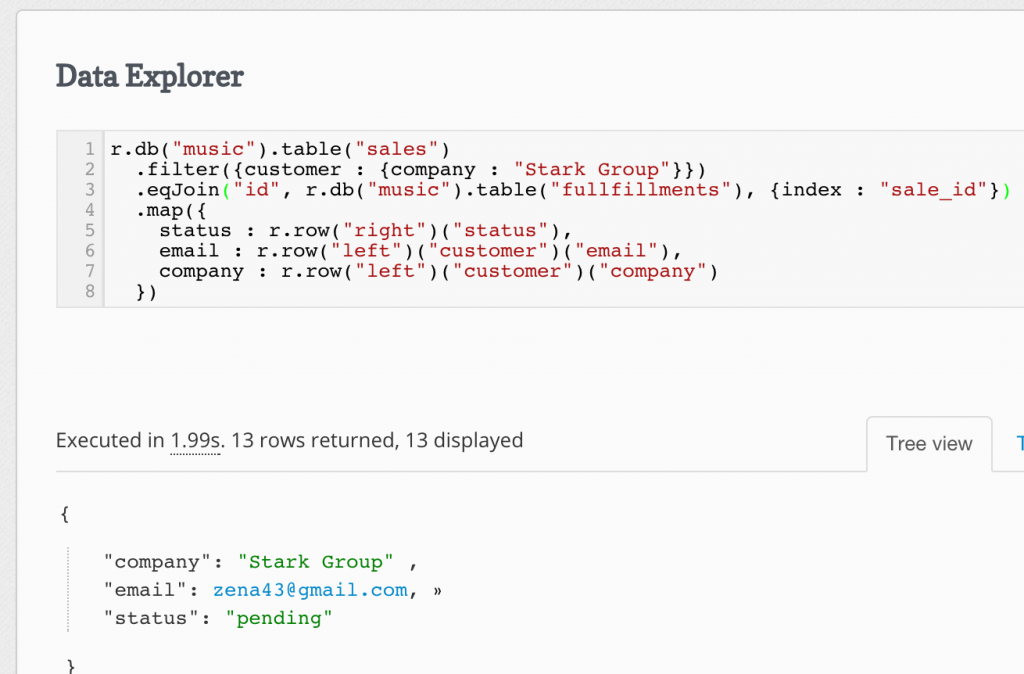 Data Explorer
1 r.db("music").table("sales")
2   .filter({customer : {company : "Stark Group"}})
3   .eqJoin("id", r.db("music").table("fullfillments"), {index : "sale_id"})
4   .map({
5     status : r.row("right")("status"),
6     email : r.row("left")("customer")("email"),
7     company : r.row("left")("customer")("company")
8   })
Executed in 1.99s. 13 rows returned, 13 displayed
Tree view
{
"company": "Stark Group" ,
"email": zena43@gmail.com, »
"status": "pending"
}